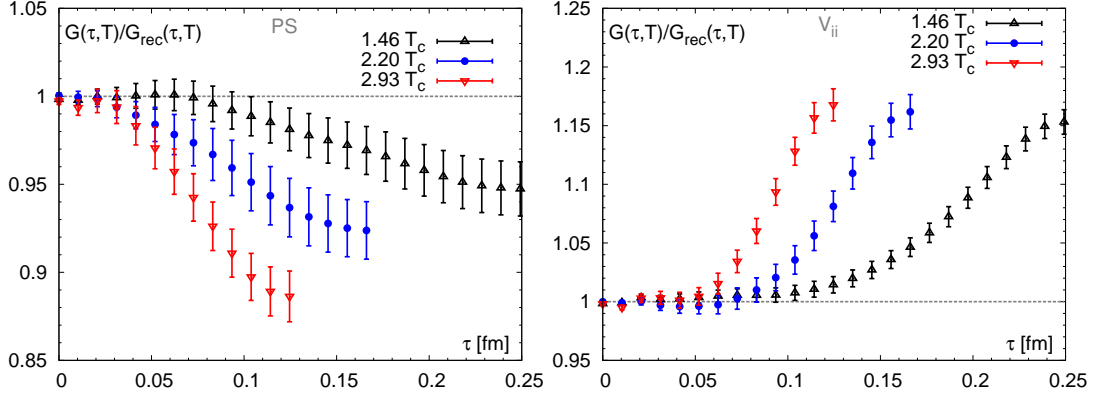 1.05
1
0.95
0.9
0.85
G(τ,T)/G_rec(τ,T)
PS
1.46 T_c
2.20 T_c
2.93 T_c
τ [fm]
0 0.05 0.1 0.15 0.2 0.25
1.25
1.2
1.15
1.1
1.05
1
0.95
G(τ,T)/G_rec(τ,T)
V_ii
1.46 T_c
2.20 T_c
2.93 T_c
τ [fm]
0 0.05 0.1 0.15 0.2 0.25